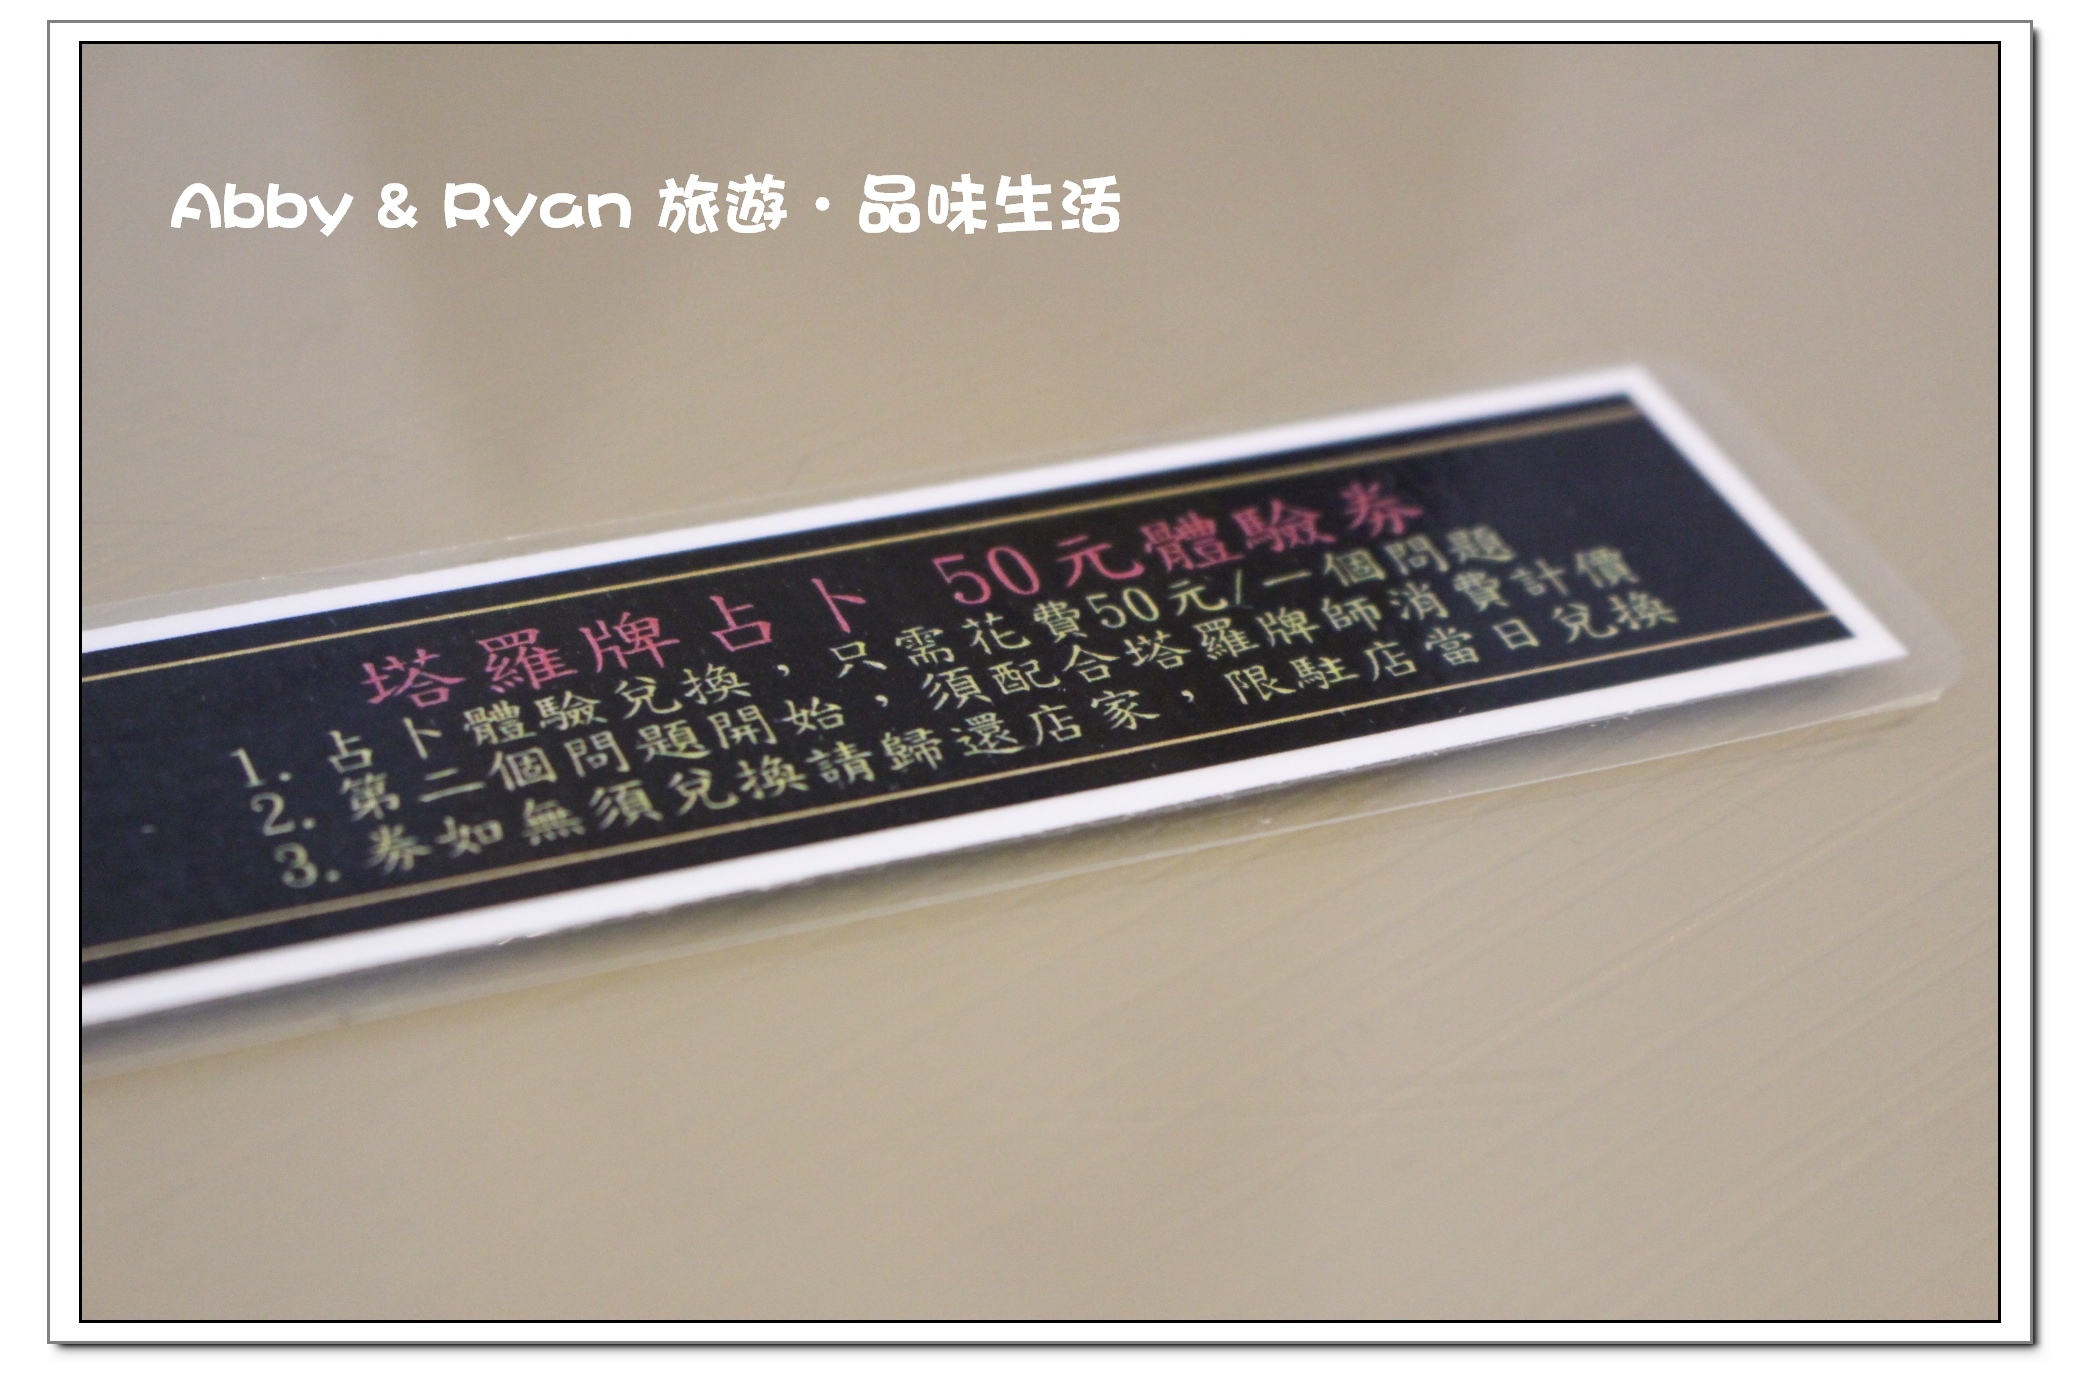 Abby & Ryan 旅遊・品味生活
塔羅牌占卜 50元體驗券
1. 占卜體驗兌換，只需花費50元/一個問題
2. 第二個問題開始，須配合塔羅牌師消費計價
3. 券如無須兌換請歸還店家，限駐店當日兌換